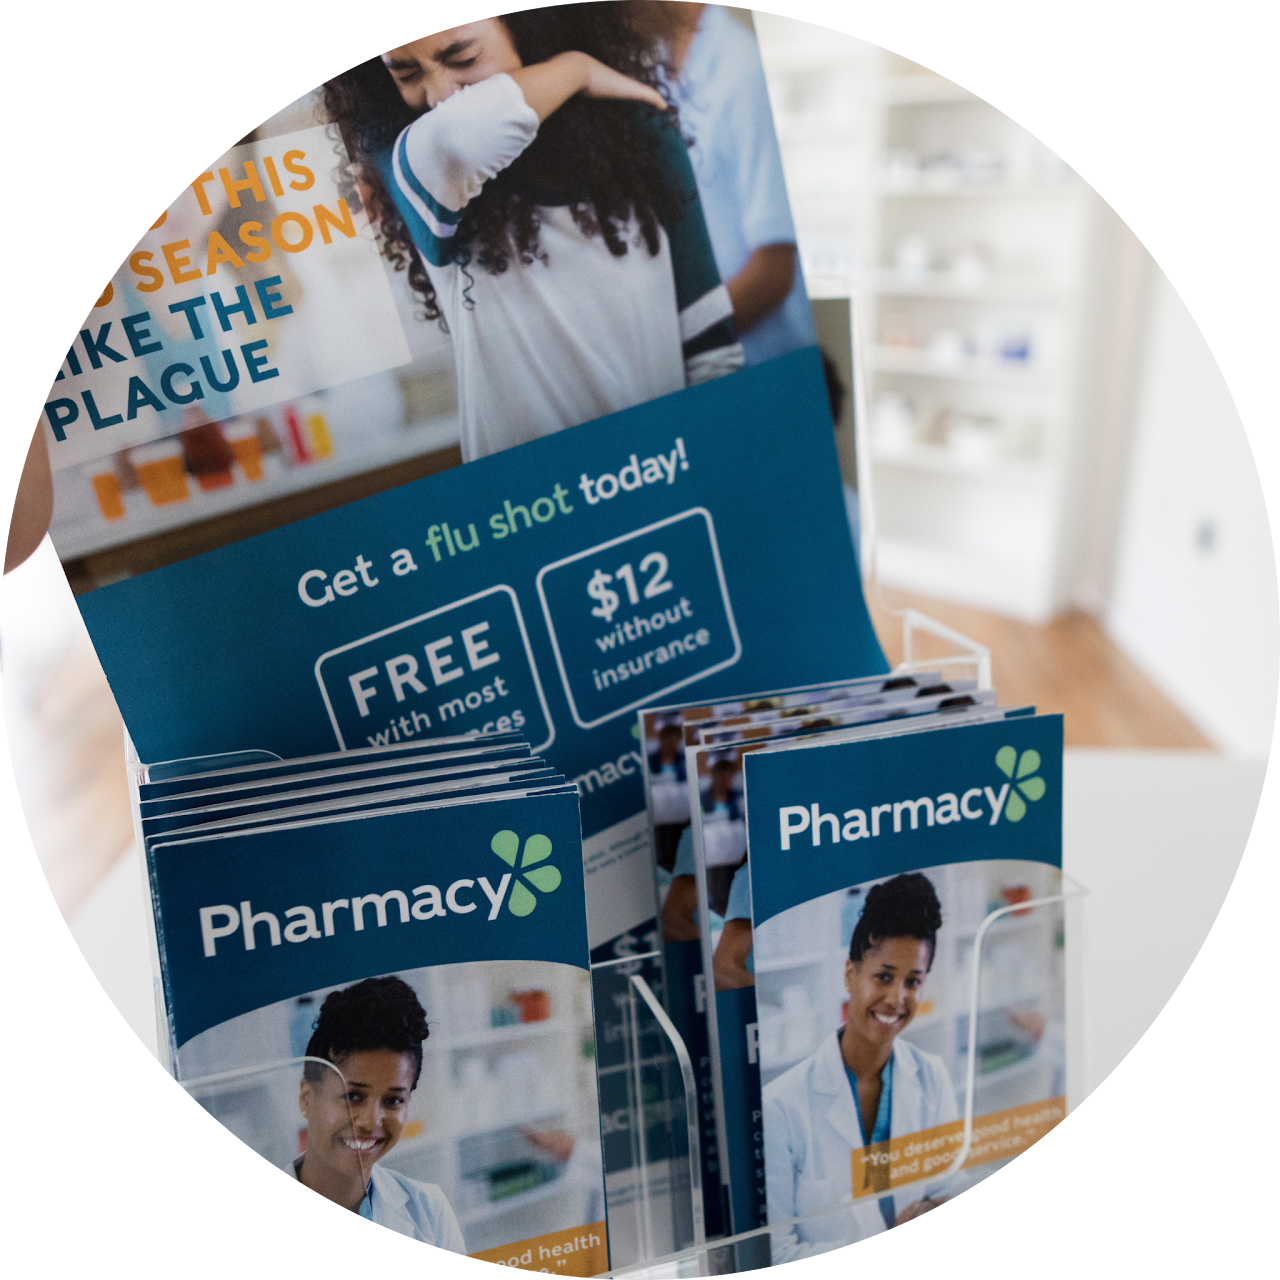 THIS
SEASON
LIKE THE
PLAGUE
Get a flu shot today!
FREE
with most
$12
without
insurance
Pharmacy
Pharmacy
"You deserve good health
and good service."
good health